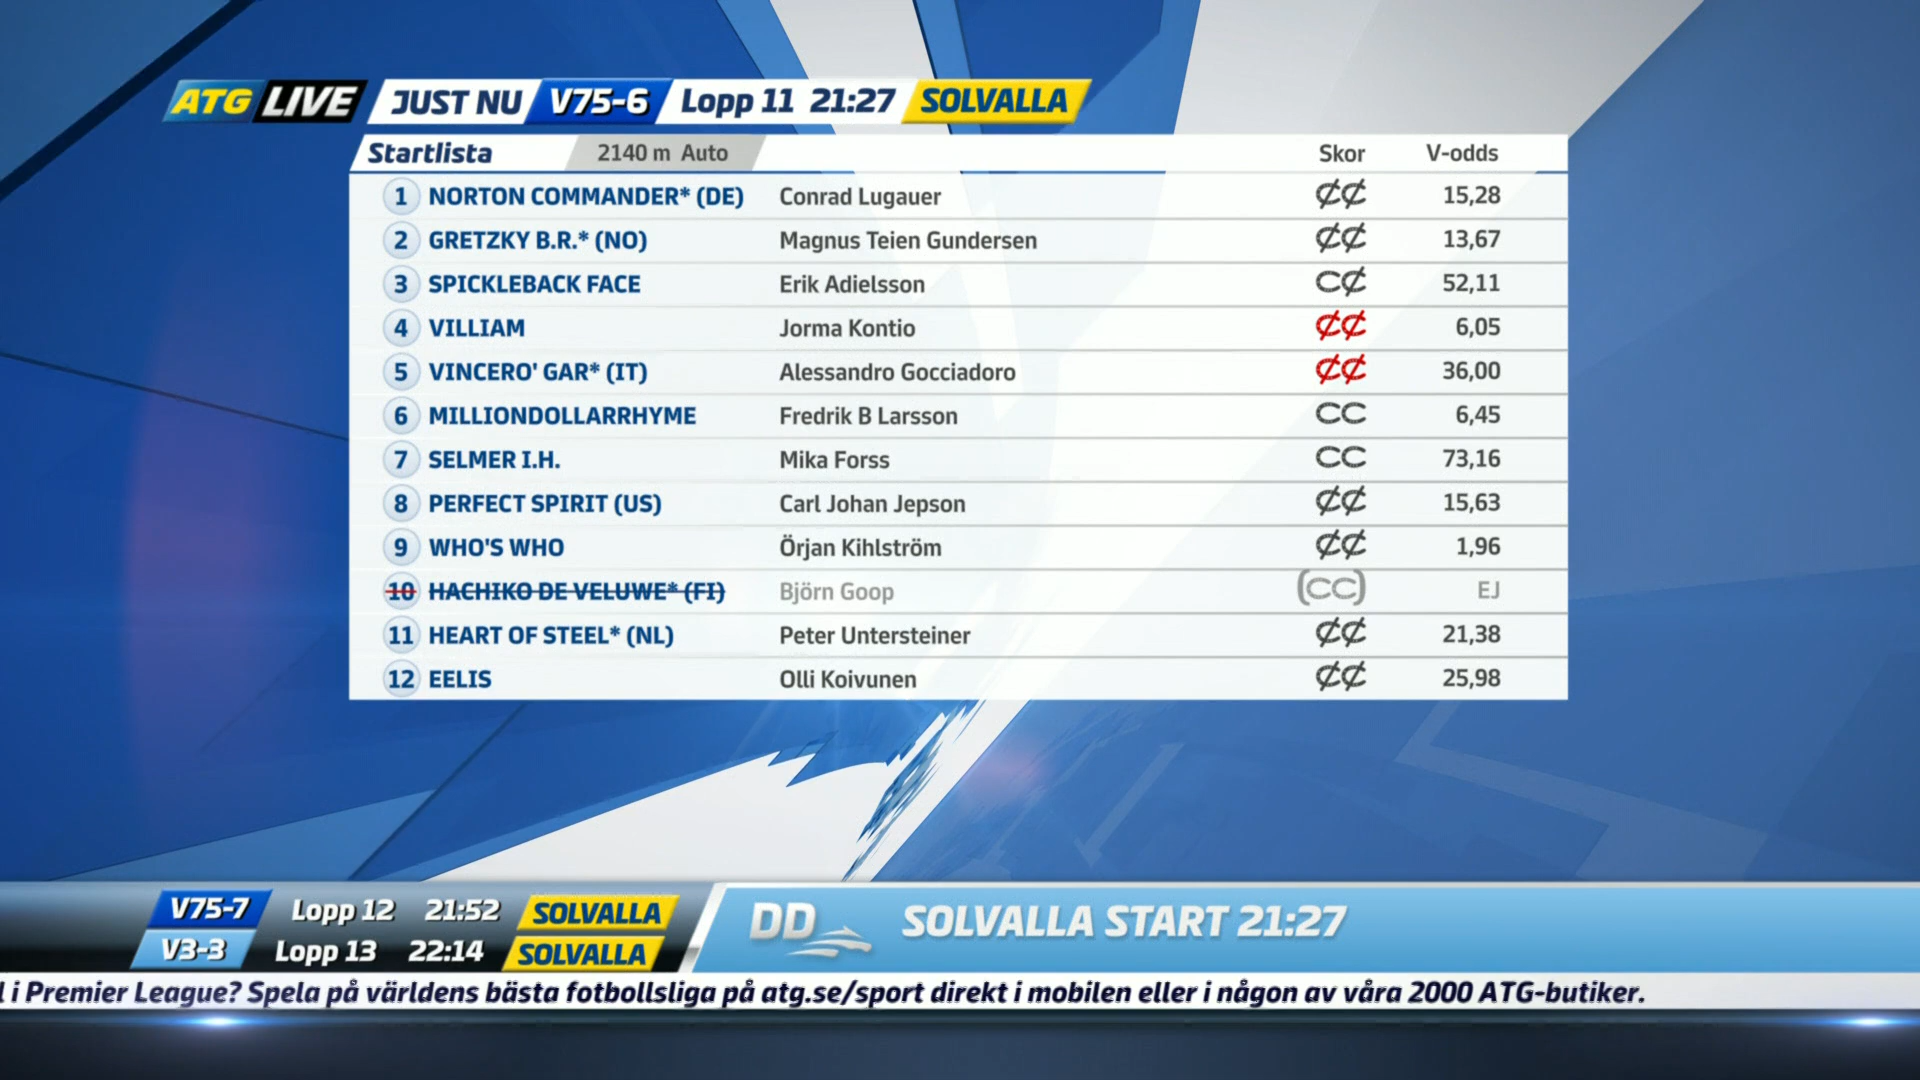 ATG LIVE JUST NU V75-6 Lopp 11 21:27 SOLVALLA
Startlista 2140 m Auto Skor V-odds
1 NORTON COMMANDER* (DE) Conrad Lugauer 15,28
2 GRETZKY B.R.* (NO) Magnus Teien Gundersen 13,67
3 SPICKLEBACK FACE Erik Adielsson 52,11
4 VILLIAM Jorma Kontio 6,05
5 VINCERO' GAR* (IT) Alessandro Gocciadoro 36,00
6 MILLIONDOLLARRHYME Fredrik B Larsson 6,45
7 SELMER I.H. Mika Forss 73,16
8 PERFECT SPIRIT (US) Carl Johan Jepson 15,63
9 WHO'S WHO Örjan Kihlström 1,96
10 HACHIKO DE VELUWE* (FI) Björn Goop EJ
11 HEART OF STEEL* (NL) Peter Untersteiner 21,38
12 EELIS Olli Koivunen 25,98
V75-7 Lopp 12 21:52 SOLVALLA
V3-3 Lopp 13 22:14 SOLVALLA
DD SOLVALLA START 21:27
i Premier League? Spela på världens bästa fotbollsliga på atg.se/sport direkt i mobilen eller i någon av våra 2000 ATG-butiker.